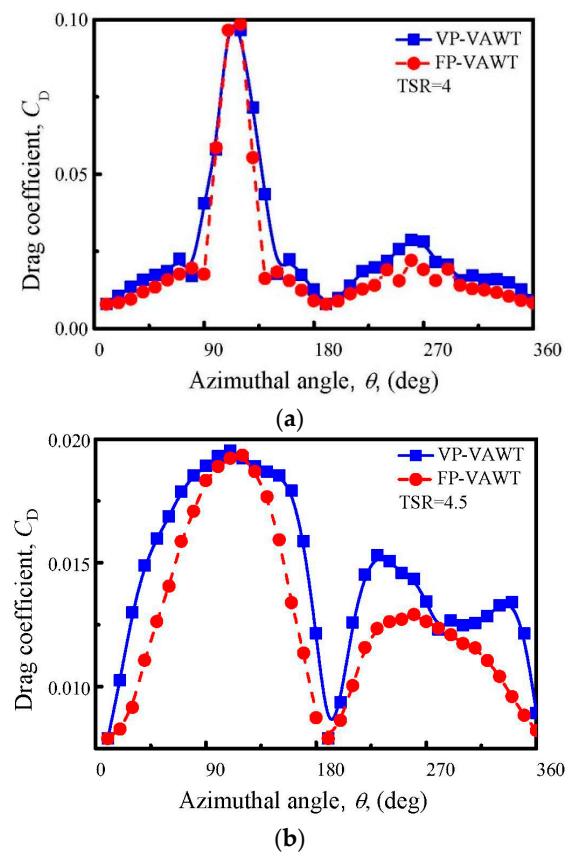 0.10
VP-VAWT
FP-VAWT
TSR=4
Drag coefficient, C_D
0.05
0.00
0 90 180 270 360
Azimuthal angle, θ, (deg)
(a)
0.020
VP-VAWT
FP-VAWT
TSR=4.5
Drag coefficient, C_D
0.015
0.010
0 90 180 270 360
Azimuthal angle, θ, (deg)
(b)